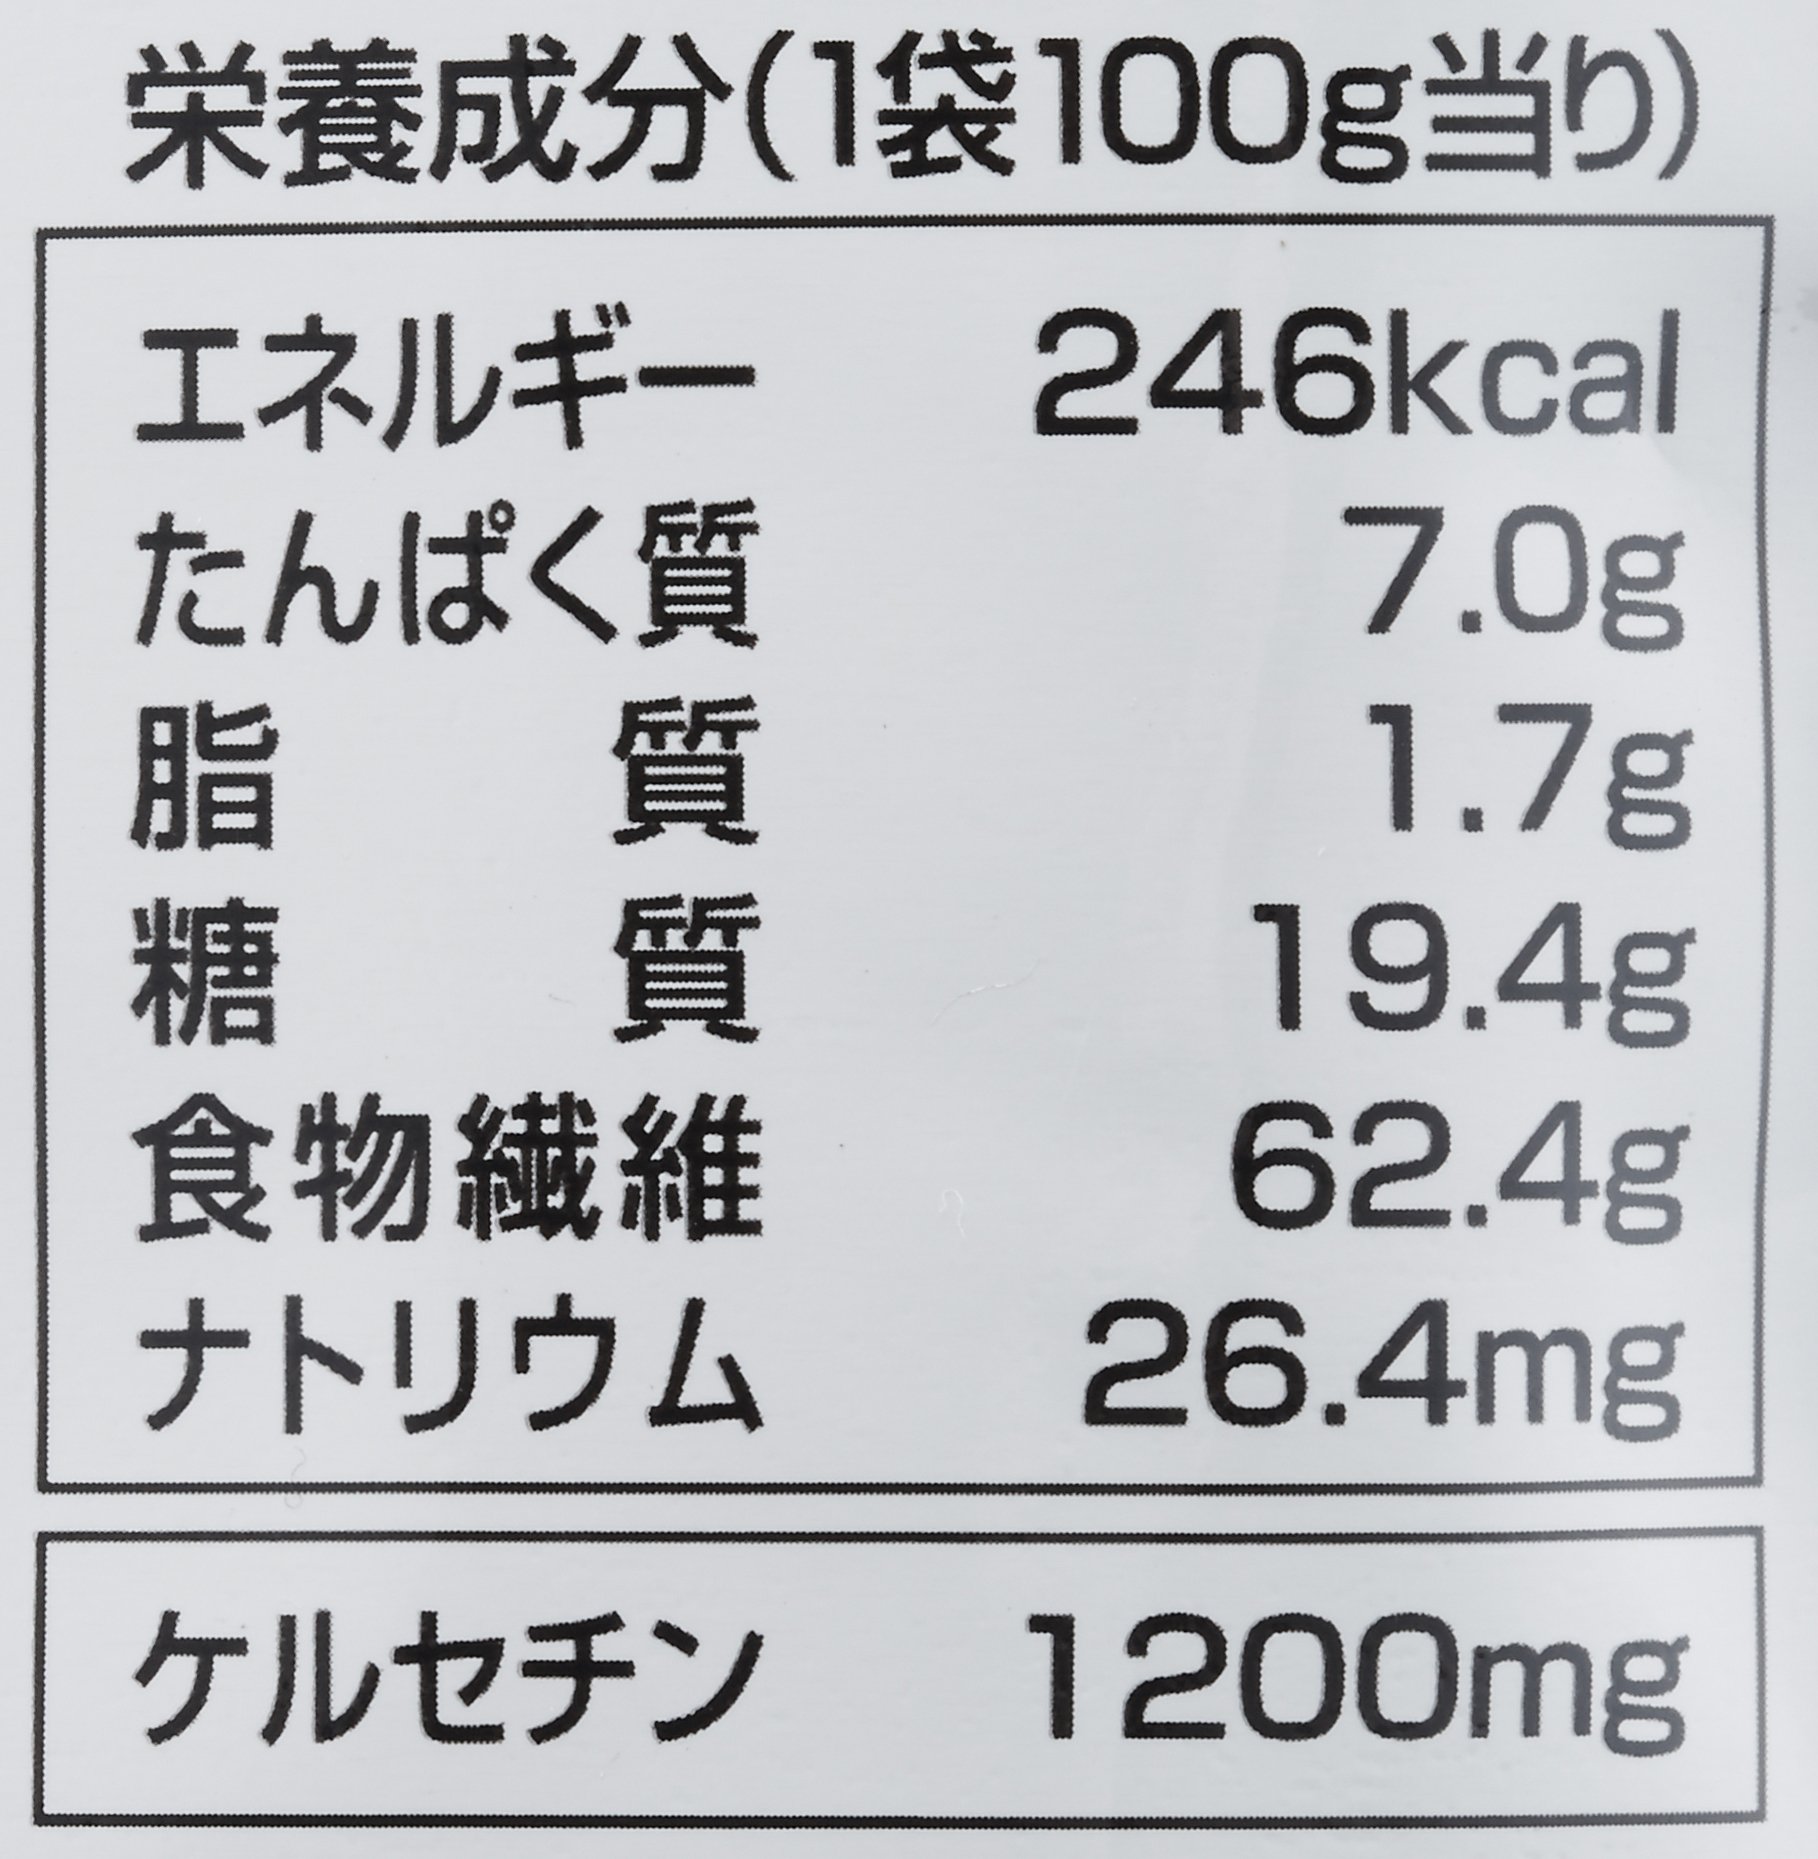 栄養成分(1袋100g当り)
エネルギー 246kcal
たんぱく質 7.0g
脂質 1.7g
糖質 19.4g
食物繊維 62.4g
ナトリウム 26.4mg
ケルセチン 1200mg